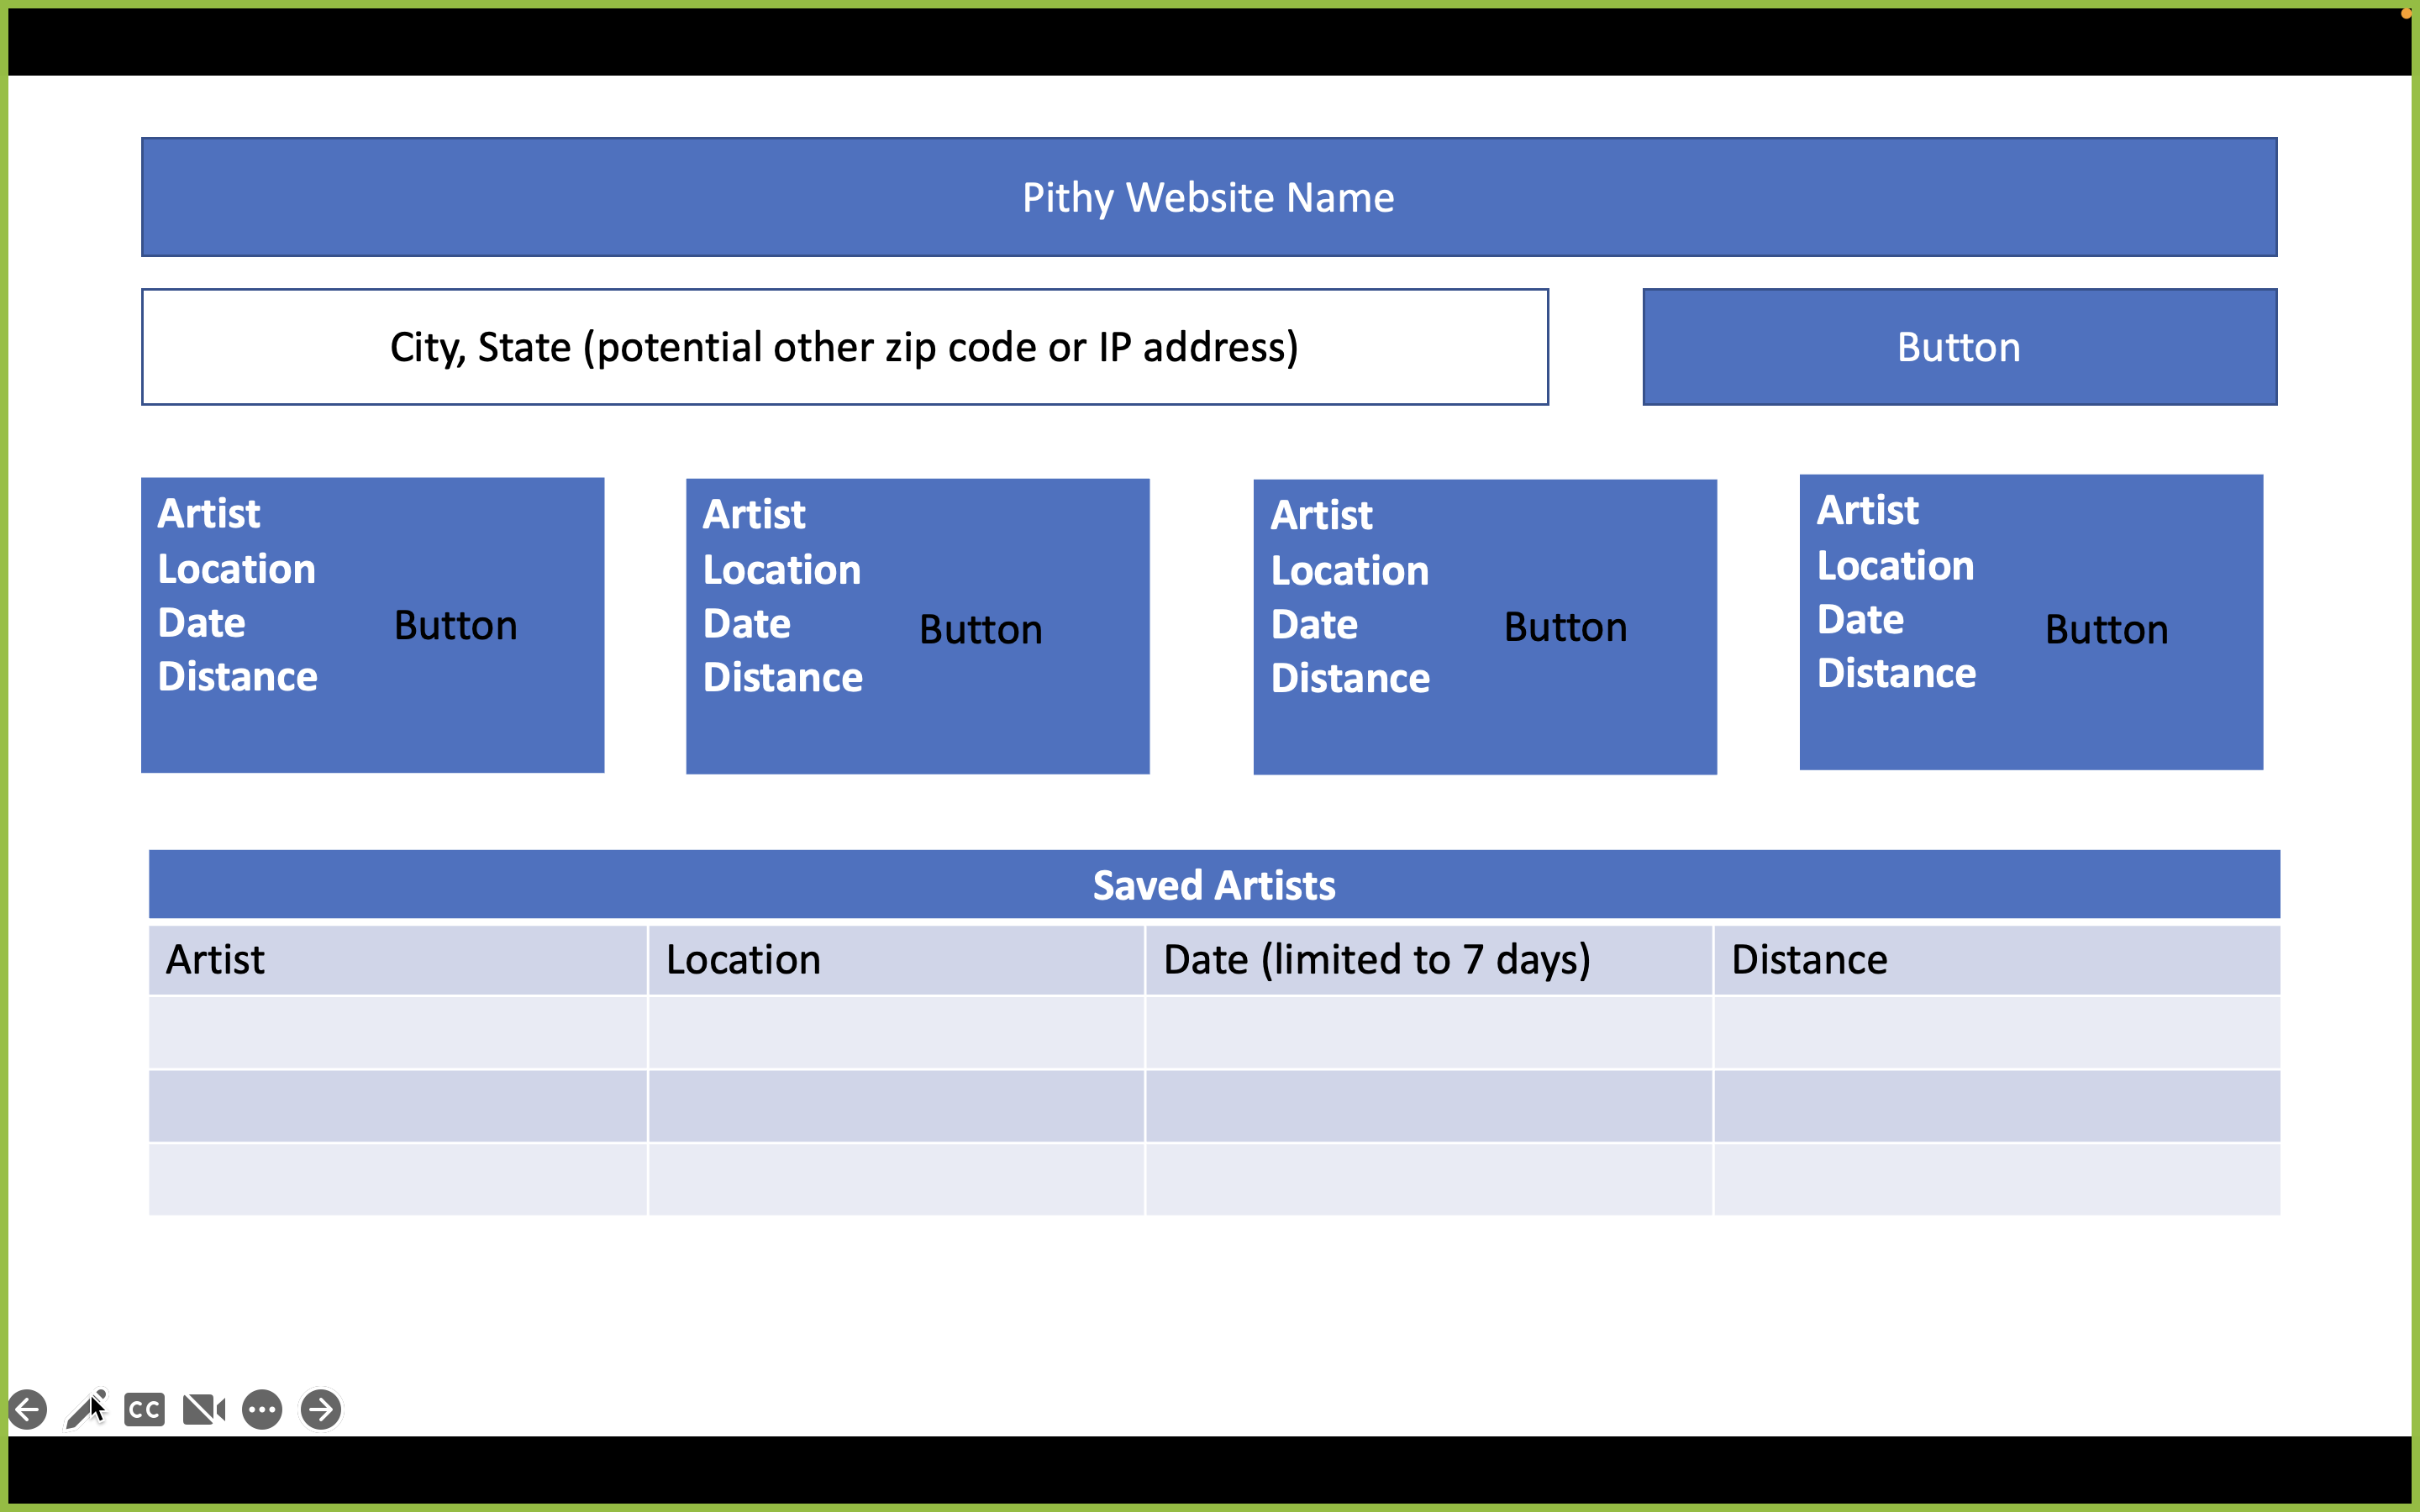 Pithy Website Name
City, State (potential other zip code or IP address)
Button
Artist
Location
Date
Distance
Button
Artist
Location
Date
Distance
Button
Artist
Location
Date
Distance
Button
Artist
Location
Date
Distance
Button
Saved Artists
Artist
Location
Date (limited to 7 days)
Distance
CC